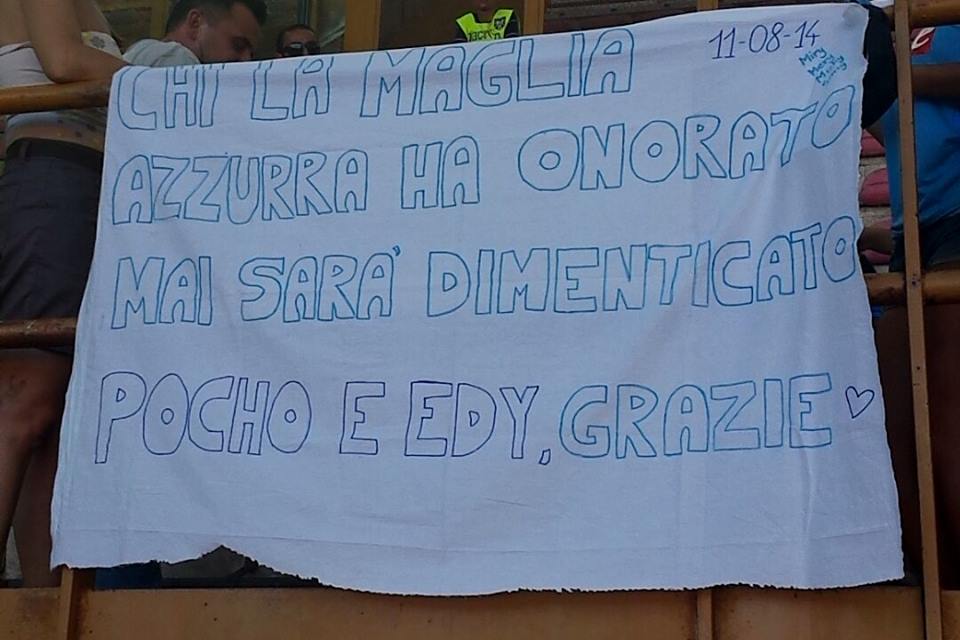 11-08-14
CHI LA MAGLIA
AZZURRA HA ONORATO
MAI SARA' DIMENTICATO
POCHO E EDY, GRAZIE